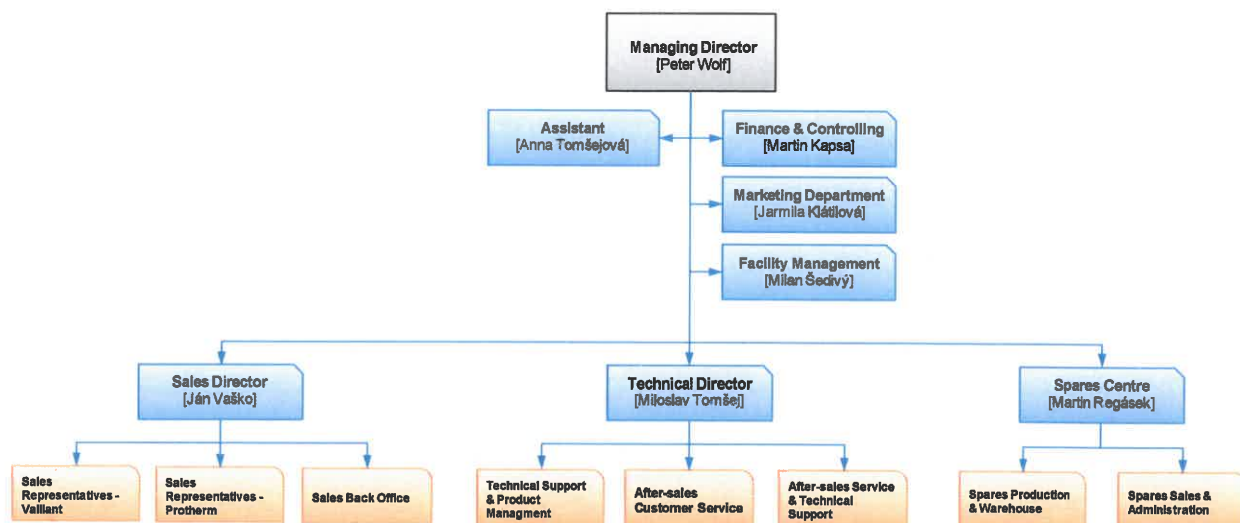 Managing Director
[Peter Wolf]
Assistant
[Anna Tomšejová]
Finance & Controlling
[Martin Kapsa]
Marketing Department
[Jarmila Klátilová]
Facility Management
[Milan Šedivý]
Sales Director
[Ján Vaško]
Technical Director
[Miloslav Tomšej]
Spares Centre
[Martin Regásek]
Sales
Representatives -
Vaillant
Sales
Representatives -
Protherm
Sales Back Office
Technical Support
& Product
Managment
After-sales
Customer Service
After-sales Service
& Technical
Support
Spares Production
& Warehouse
Spares Sales &
Administration